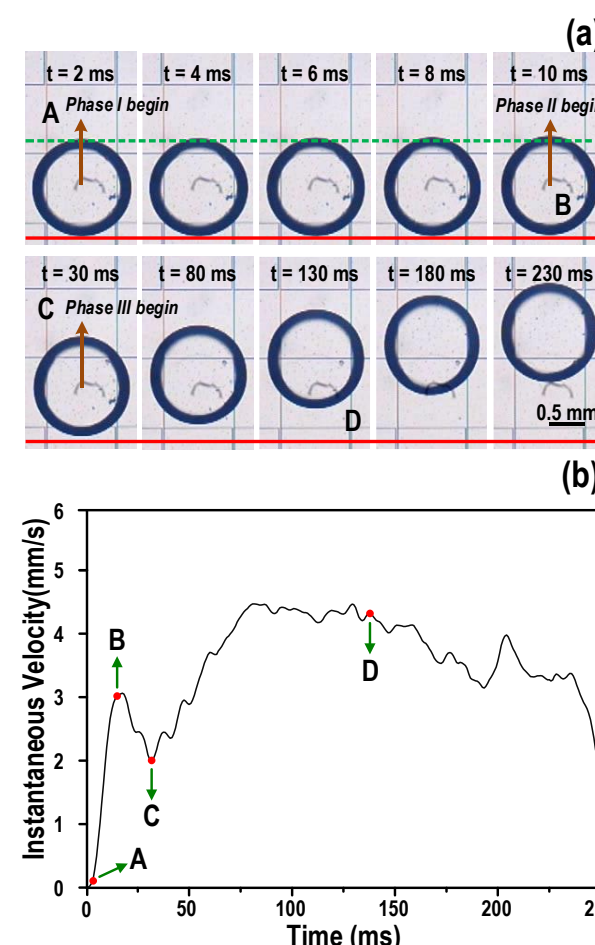 (a)
t = 2 ms t = 4 ms t = 6 ms t = 8 ms t = 10 ms
A Phase I begin Phase II begin
B
t = 30 ms t = 80 ms t = 130 ms t = 180 ms t = 230 ms
C Phase III begin
D 0.5 mm
(b)
Instantaneous Velocity(mm/s)
6
5
4
3
2
1
0
B
D
C
A
0 50 100 150 200
Time (ms)